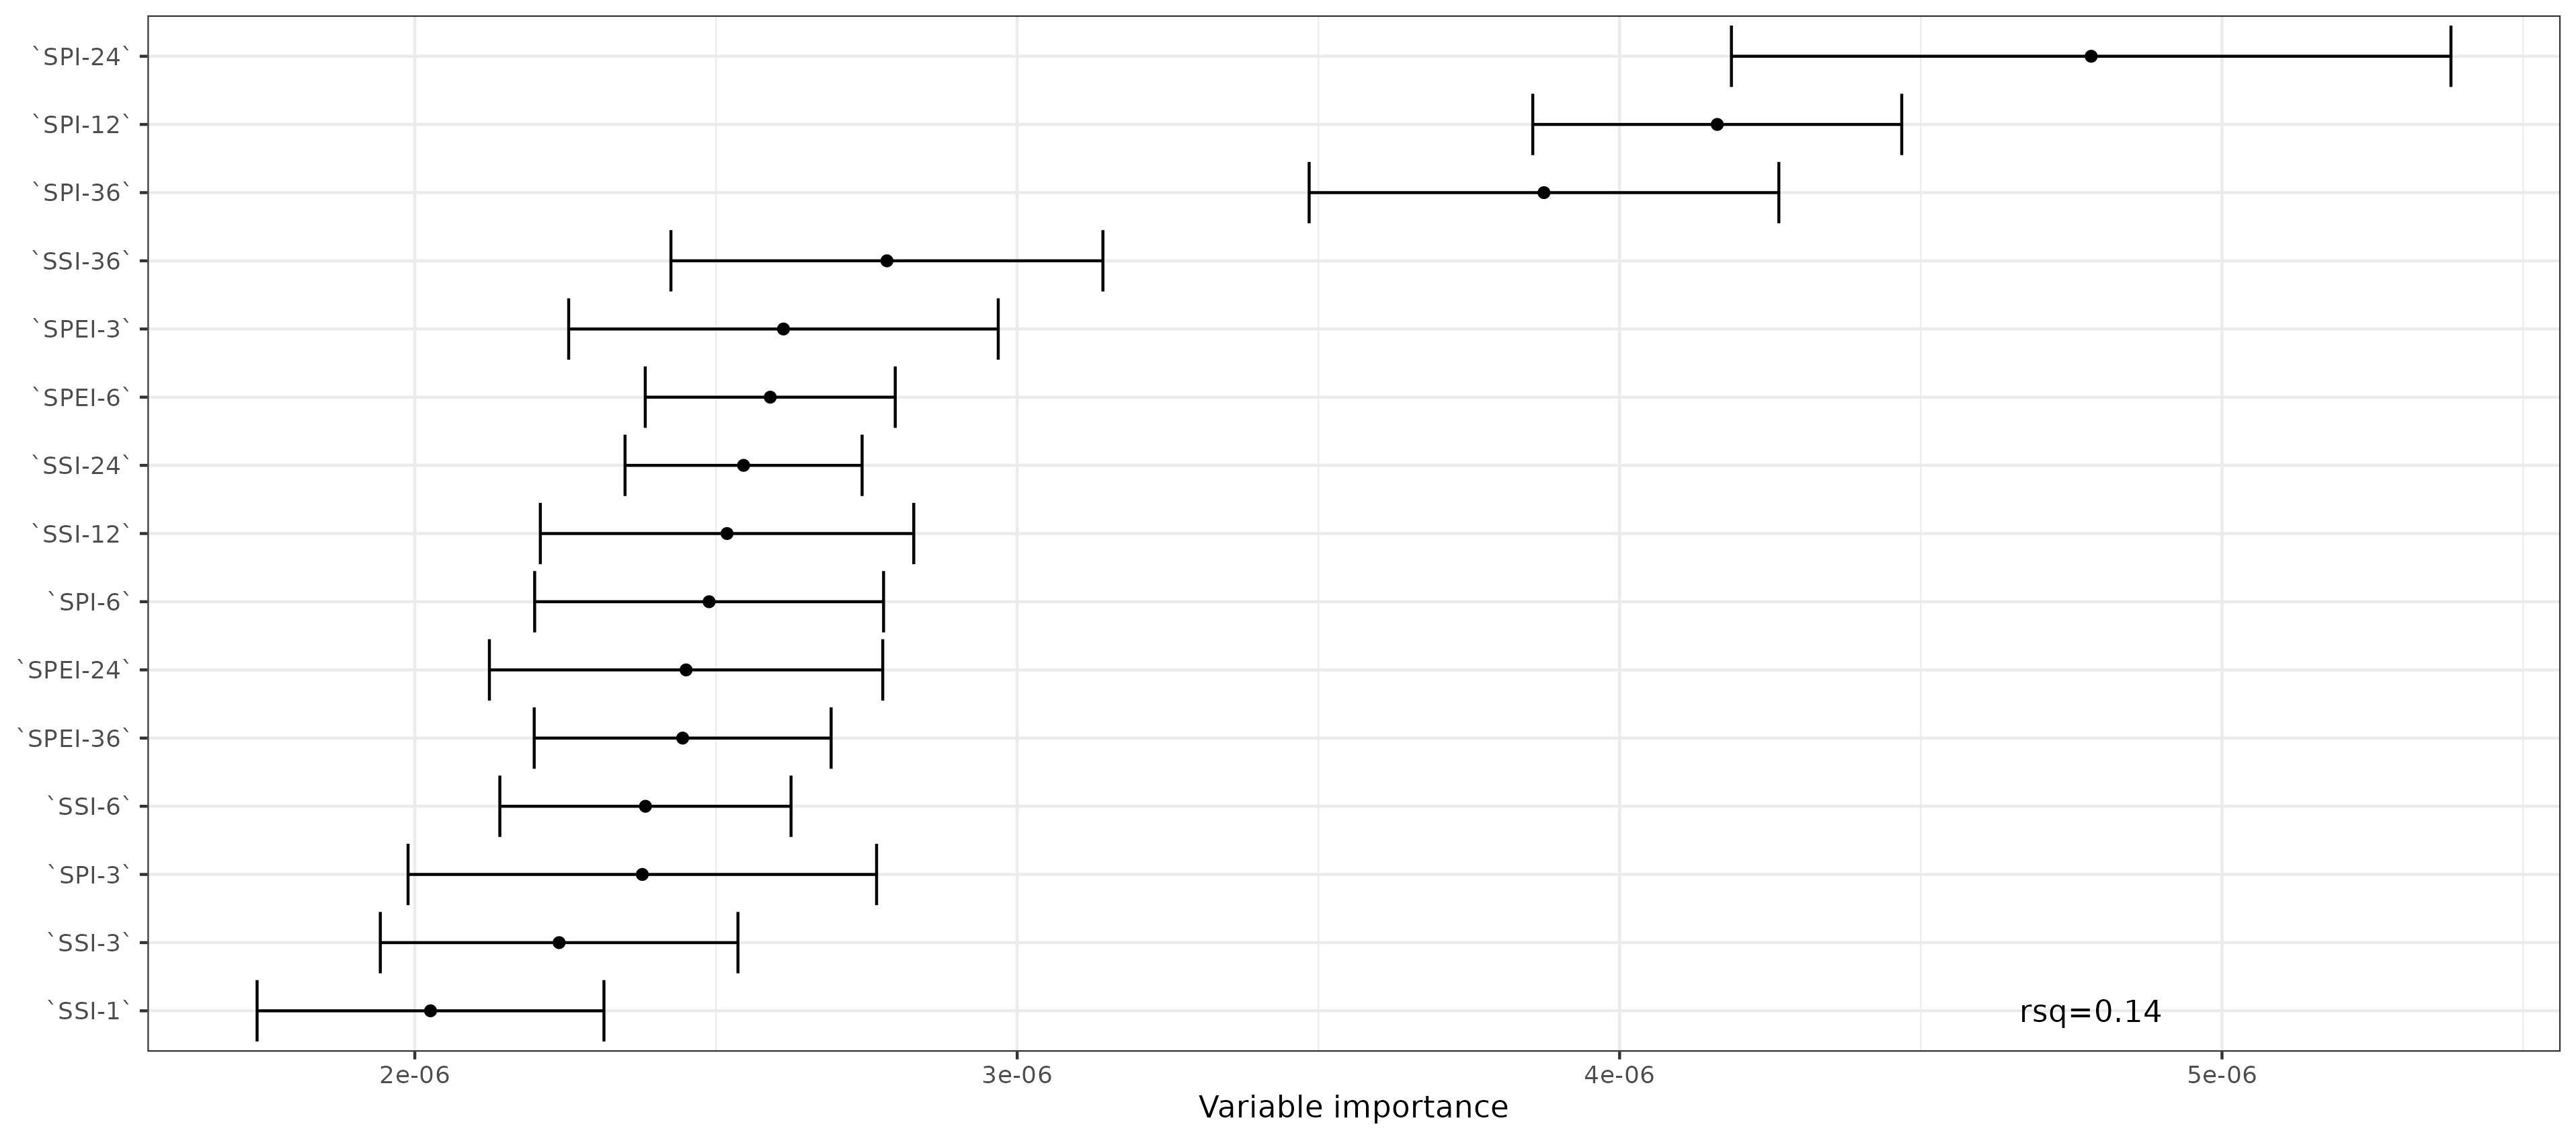 `SPI-24`
`SPI-12`
`SPI-36`
`SSI-36`
`SPEI-3`
`SPEI-6`
`SSI-24`
`SSI-12`
`SPI-6`
`SPEI-24`
`SPEI-36`
`SSI-6`
`SPI-3`
`SSI-3`
`SSI-1`
rsq=0.14
2e-06 3e-06 4e-06 5e-06
Variable importance